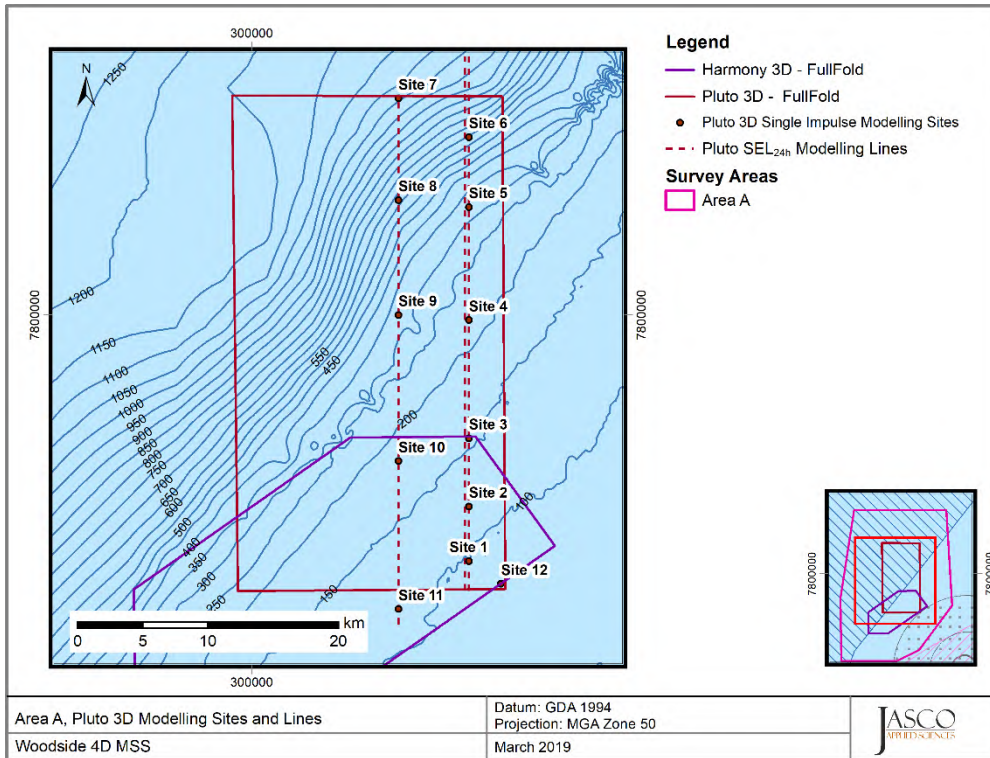 300000
1250
N
Site 7
Site 6
Site 8
Site 5
Site 9
Site 4
7800000
7800000
1200
1150
1100
1050
1000
950
900
850
800
750
700
650
600
550
450
500
400
350
300
250
200
150
100
Site 3
Site 10
Site 2
Site 1
Site 12
Site 11
0 5 10 20 km
300000
Legend
Harmony 3D - FullFold
Pluto 3D - FullFold
Pluto 3D Single Impulse Modelling Sites
Pluto SEL24h Modelling Lines
Survey Areas
Area A
7800000
7800000
Area A, Pluto 3D Modelling Sites and Lines
Woodside 4D MSS
Datum: GDA 1994
Projection: MGA Zone 50
March 2019
JASCO
APPLIED SCIENCES